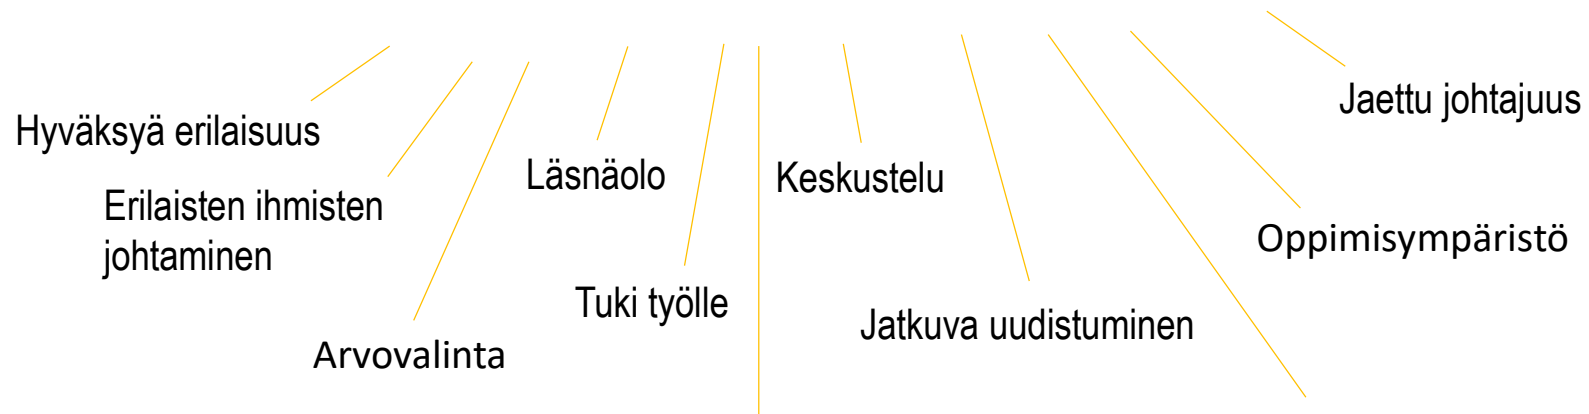 Hyväksyä erilaisuus
Erilaisten ihmisten
johtaminen
Arvovalinta
Läsnäolo
Tuki työlle
Keskustelu
Jatkuva uudistuminen
Oppimisympäristö
Jaettu johtajuus